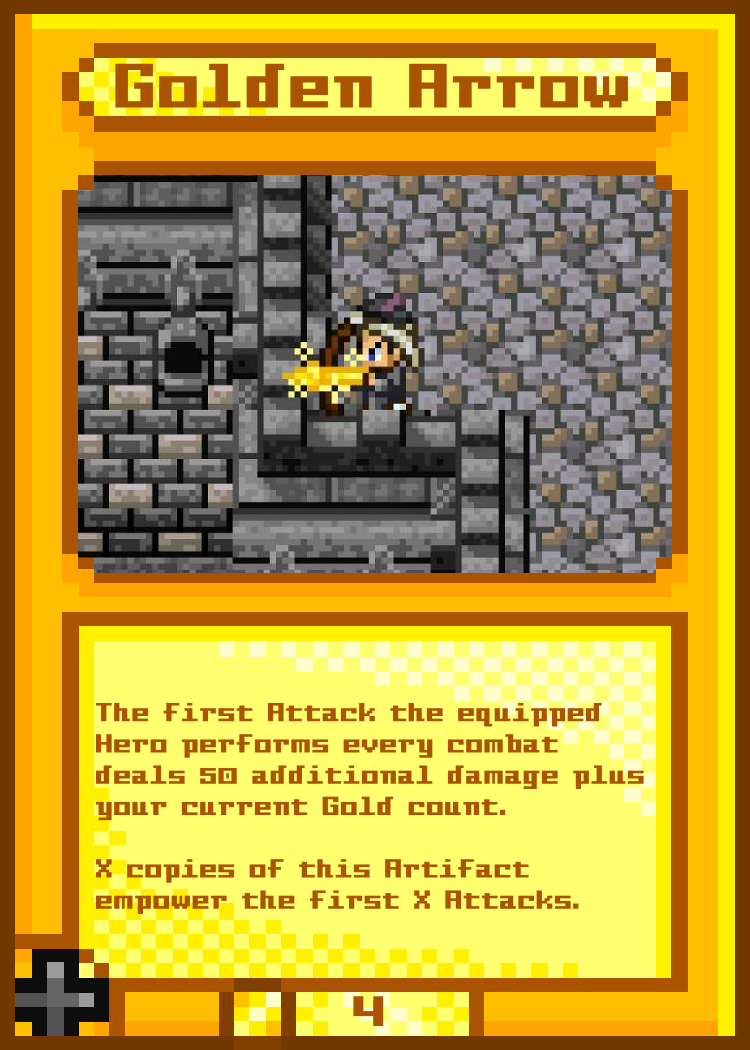 Golden Arrow
The first Attack the equipped
Hero performs every combat
deals 50 additional damage plus
your current Gold count.
X copies of this Artifact
empower the first X Attacks.
4